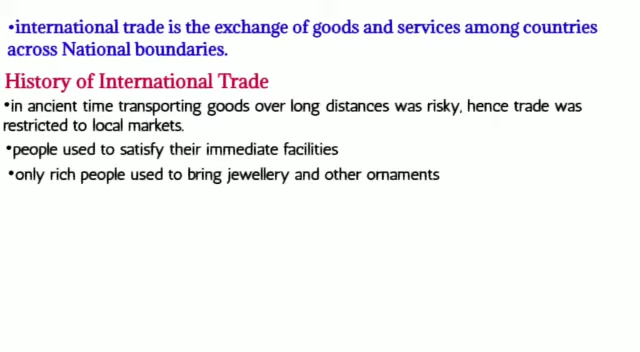 •international trade is the exchange of goods and services among countries
across National boundaries.
History of International Trade
•in ancient time transporting goods over long distances was risky, hence trade was
restricted to local markets.
•people used to satisfy their immediate facilities
•only rich people used to bring jewellery and other ornaments